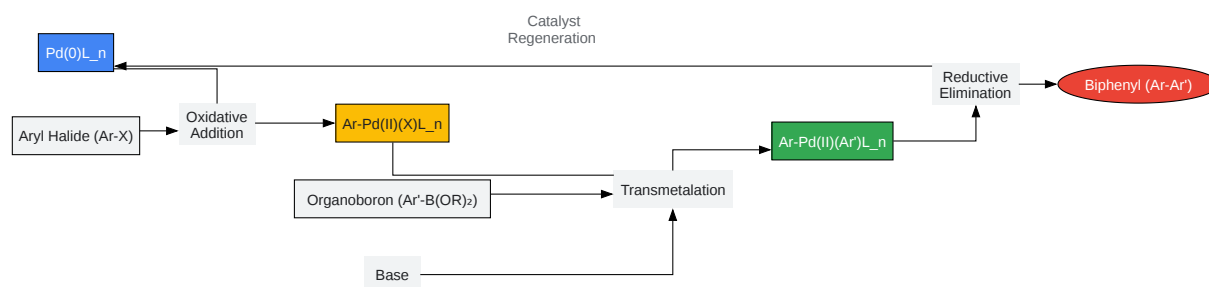 Catalyst
Regeneration
Pd(0)L_n
Reductive
Elimination
Biphenyl (Ar-Ar')
Oxidative
Addition
Aryl Halide (Ar-X)
Ar-Pd(II)(X)L_n
Ar-Pd(II)(Ar')L_n
Organoboron (Ar'-B(OR)₂)
Transmetalation
Base